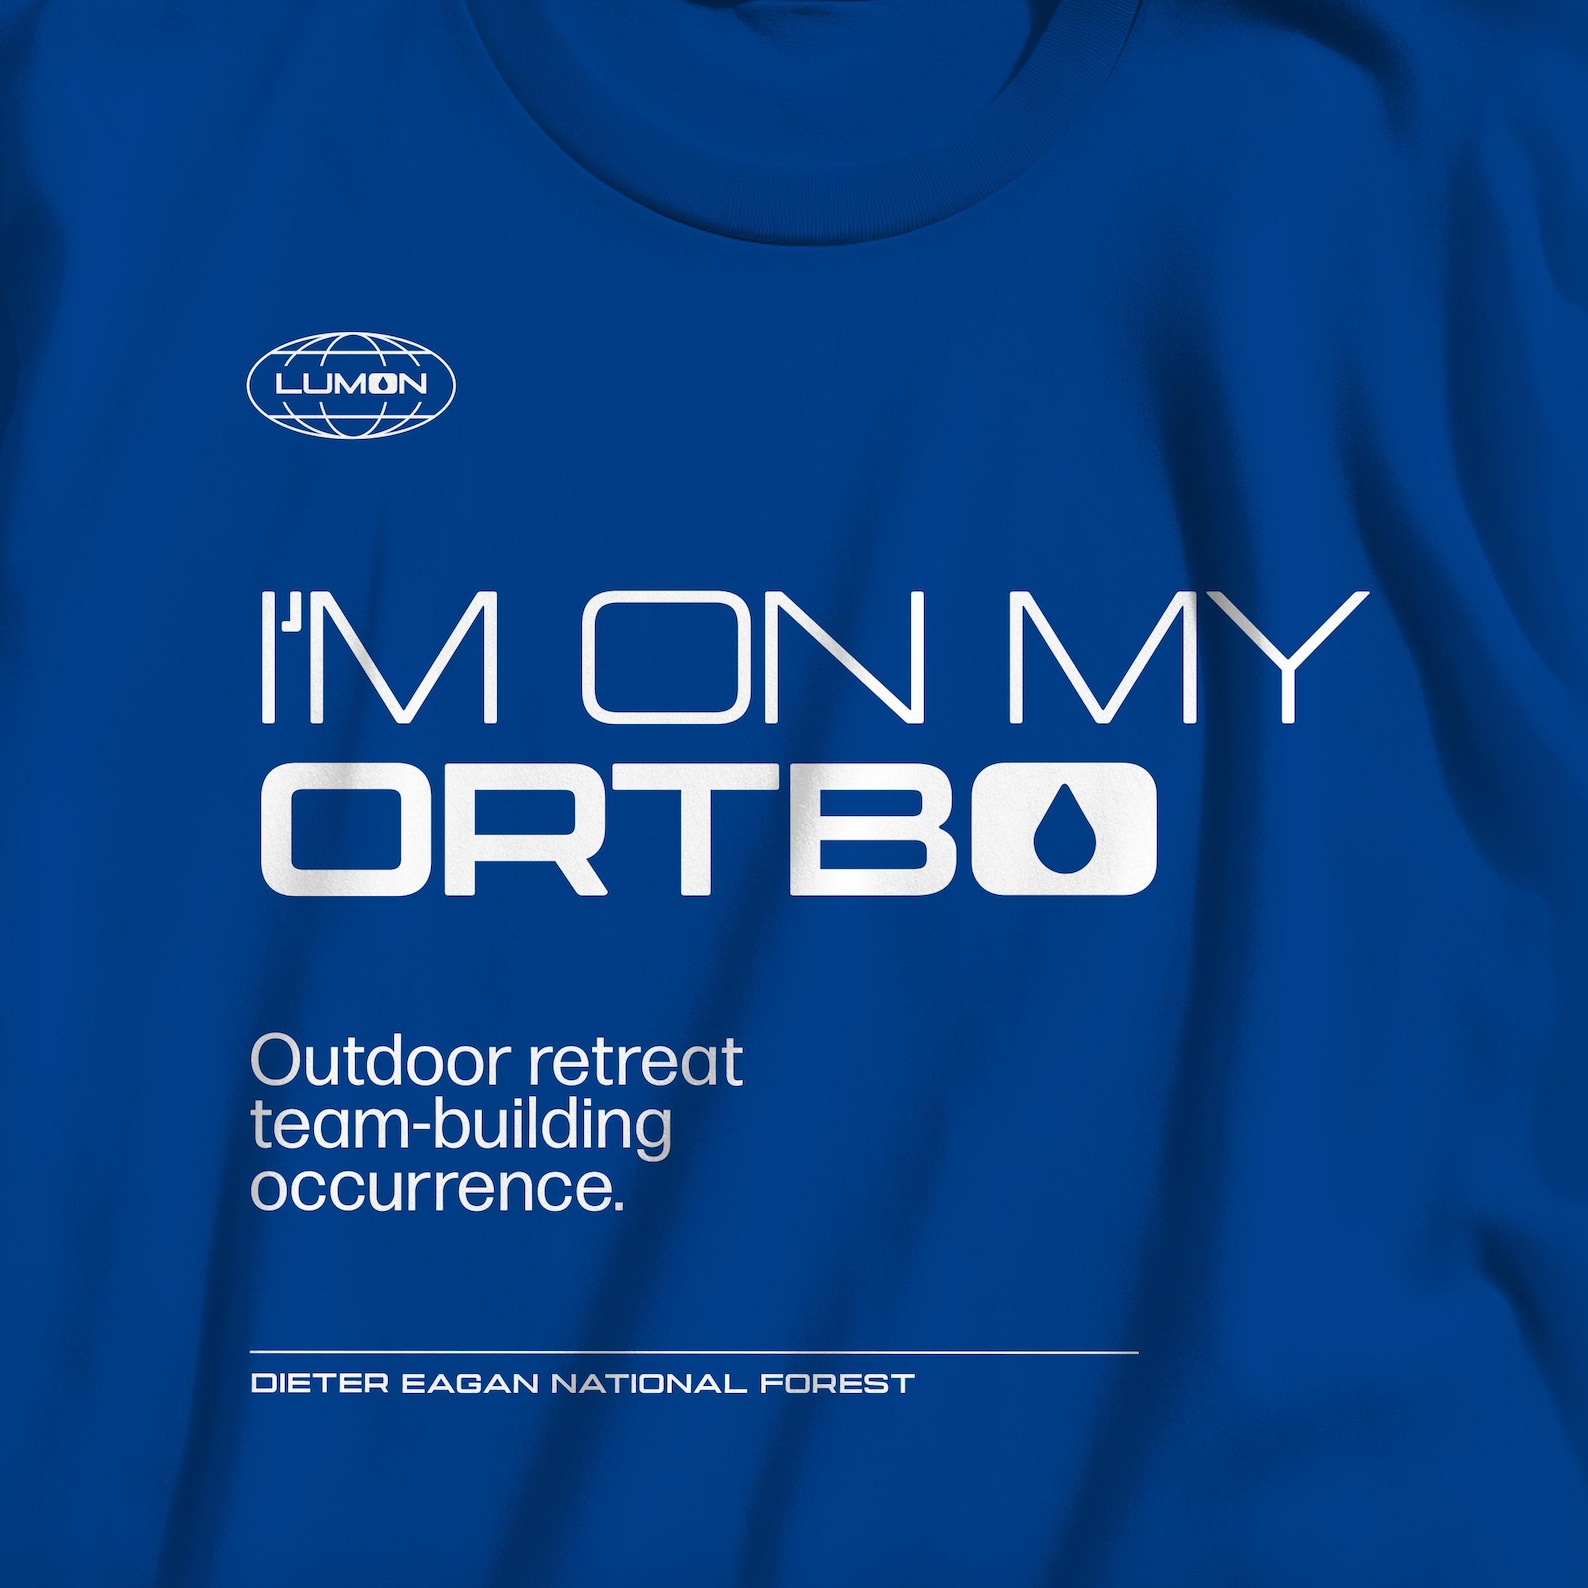 LUMON
I'M ON MY
ORTBO
Outdoor retreat
team-building
occurrence.
DIETER EAGAN NATIONAL FOREST